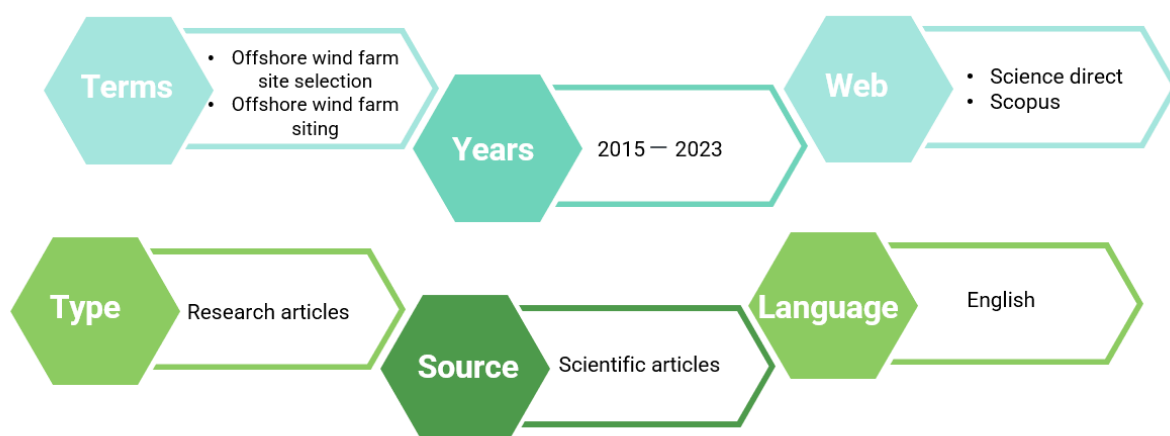 Terms
• Offshore wind farm
site selection
• Offshore wind farm
siting
Years
2015 — 2023
Web
• Science direct
• Scopus
Type
Research articles
Source
Scientific articles
Language
English